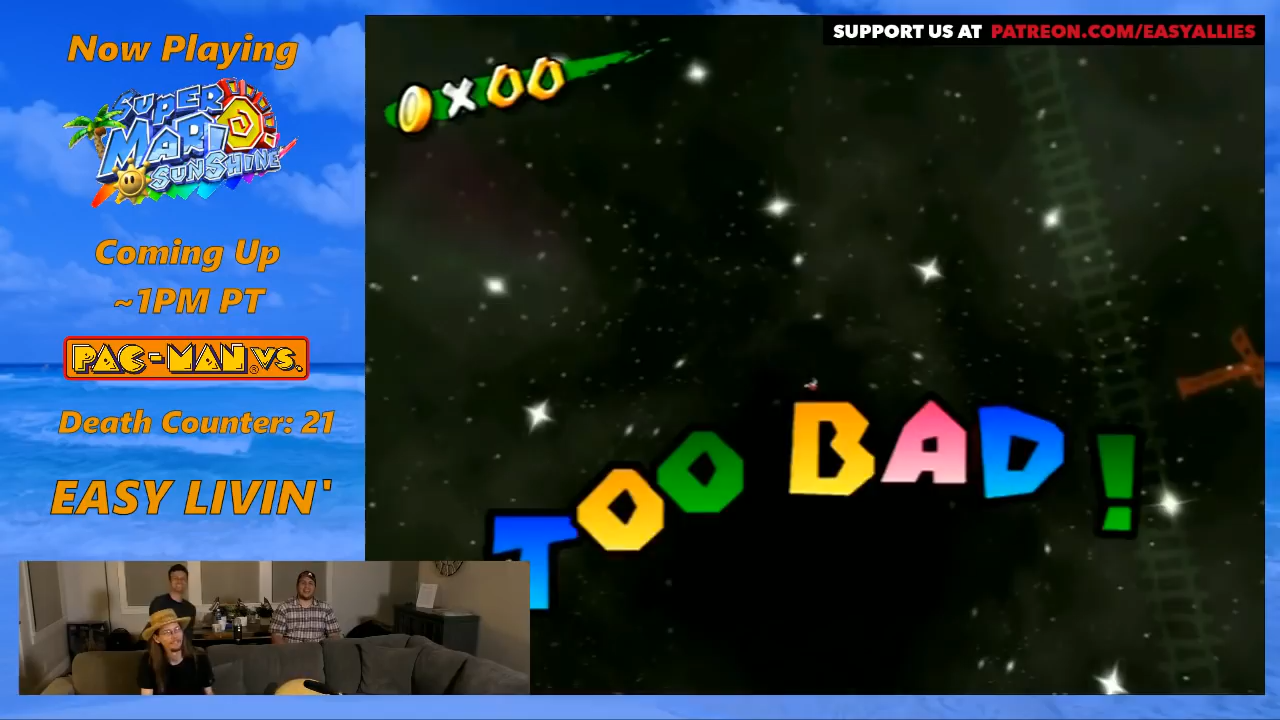 Now Playing
SUPER
MARIO
SUNSHINE
Coming Up
~1PM PT
PAC-MAN® VS.
Death Counter: 21
EASY LIVIN'
SUPPORT US AT PATREON.COM/EASYALLIES
0×00
TOO BAD!